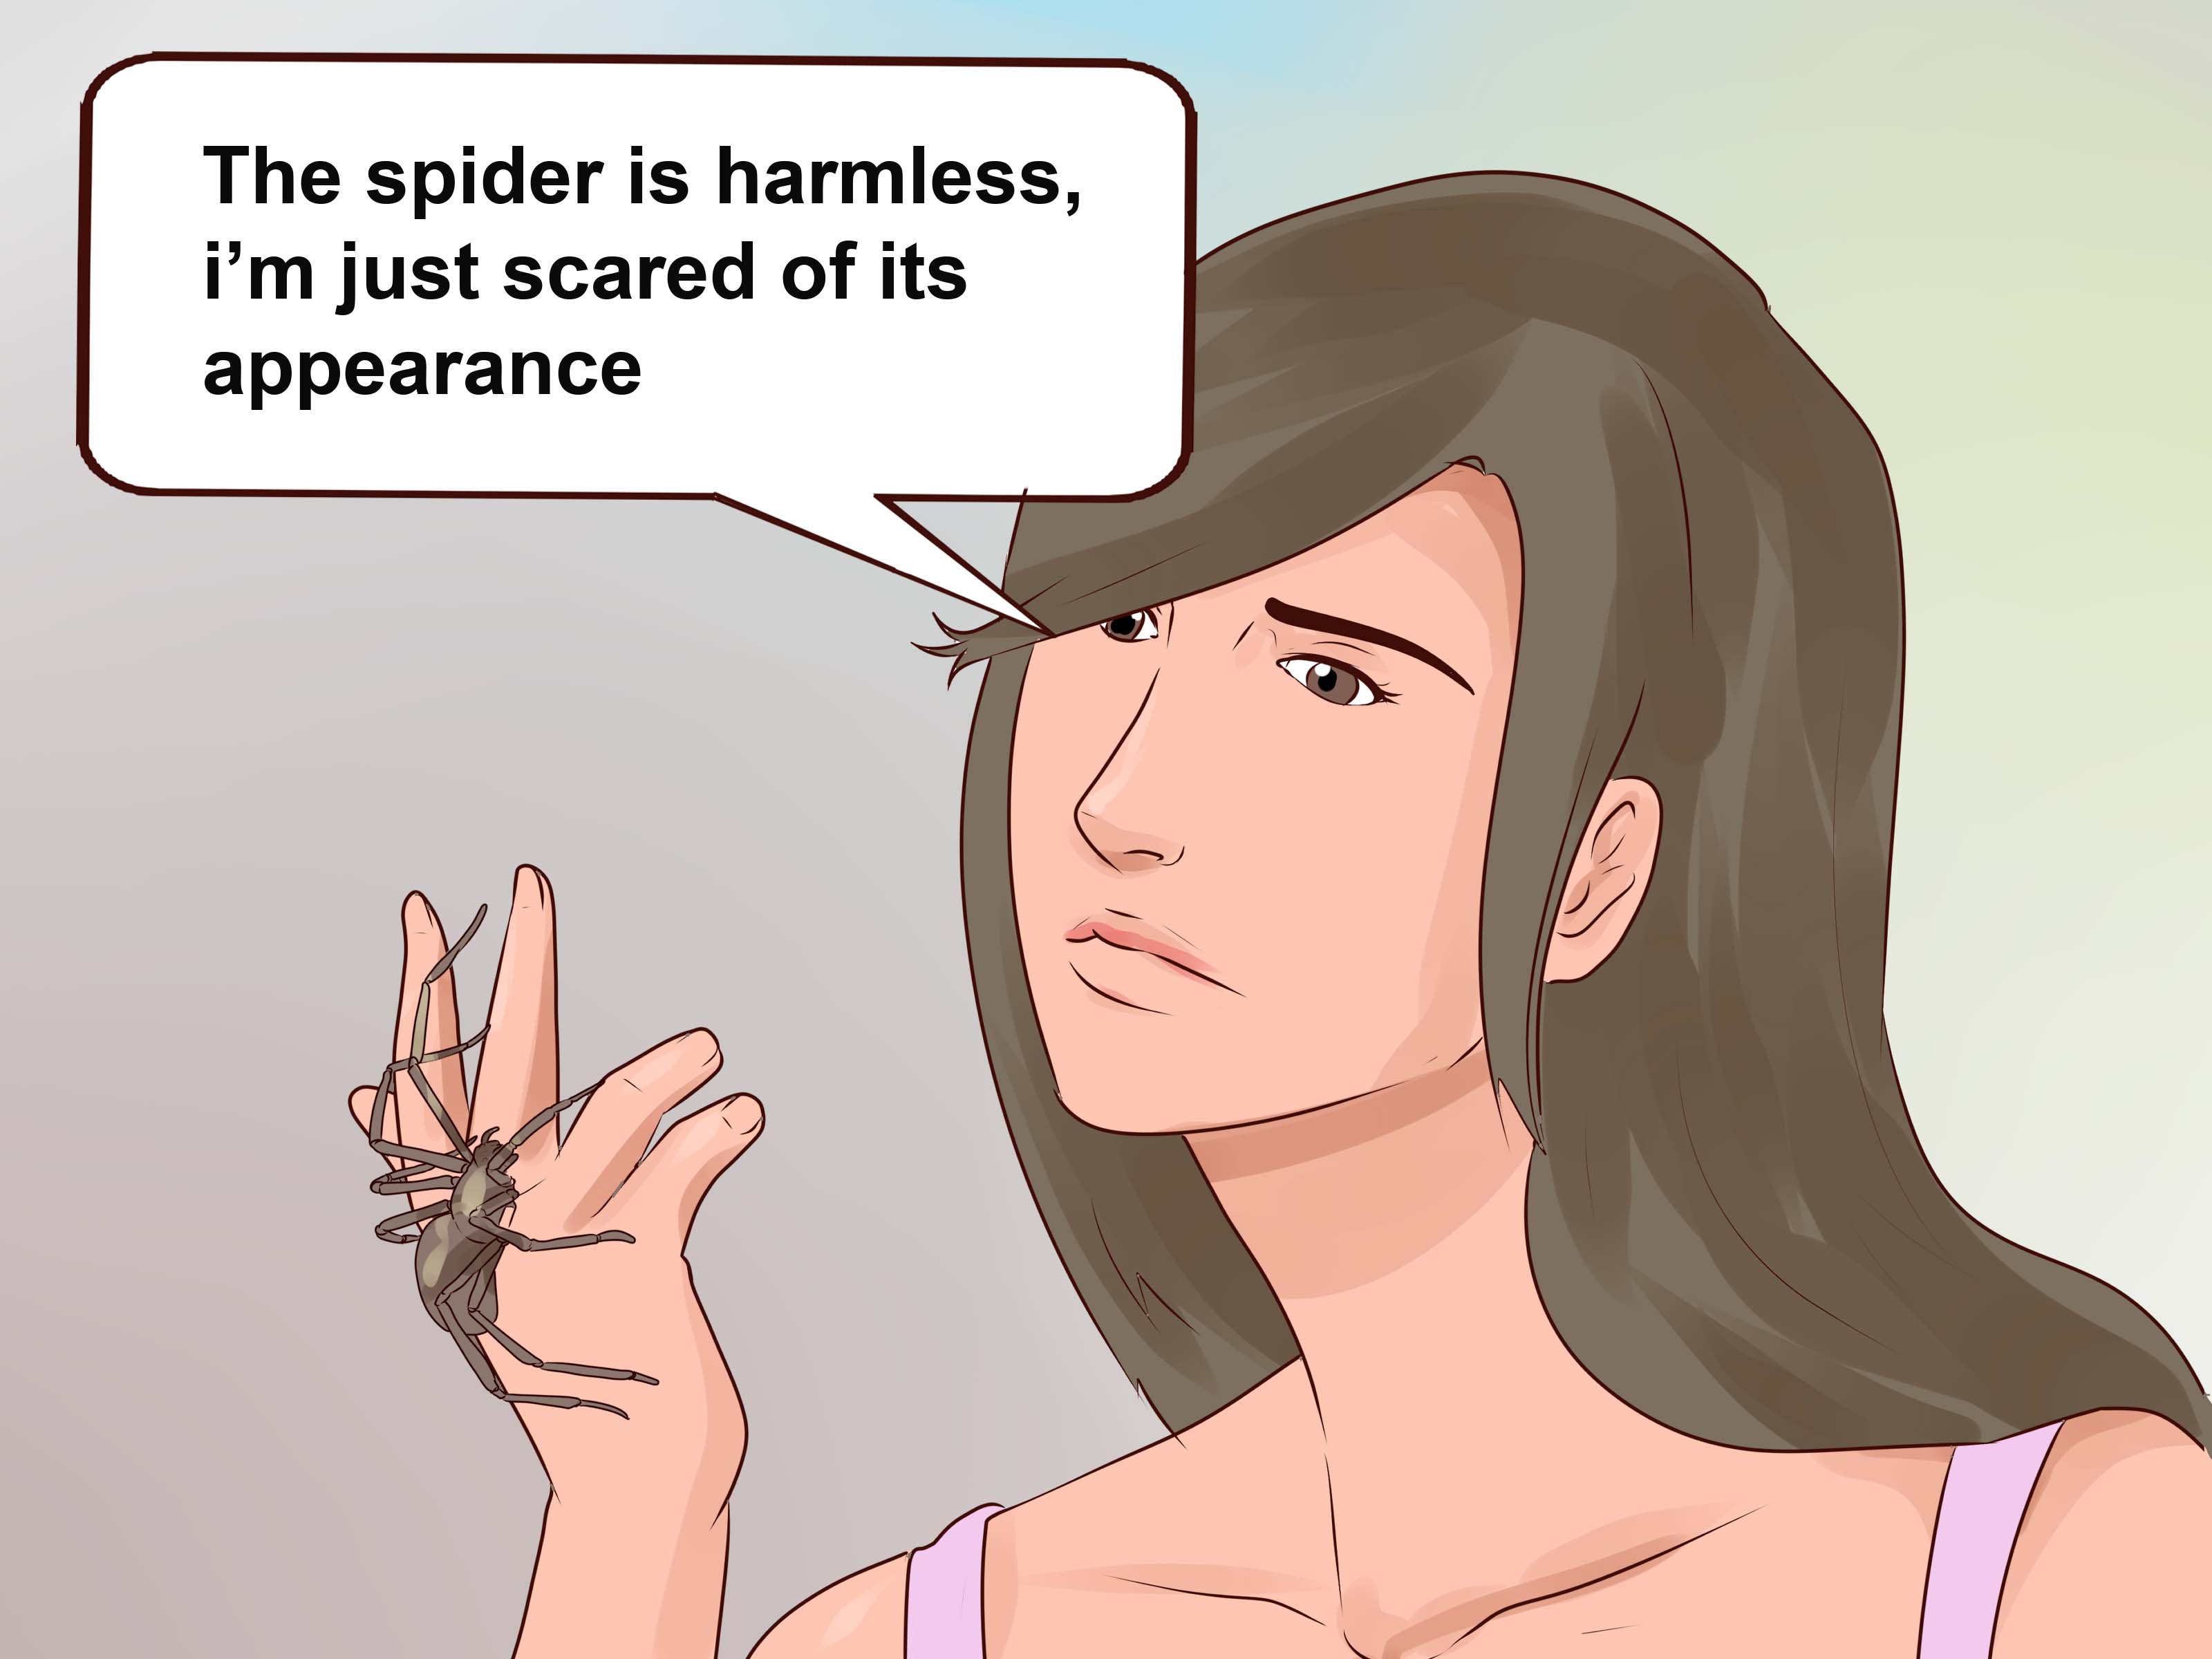 The spider is harmless,
i’m just scared of its
appearance